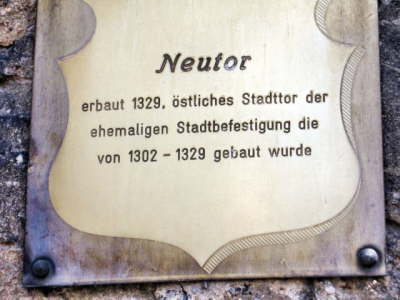 Neutor
erbaut 1329, östliches Stadttor der
ehemaligen Stadtbefestigung die
von 1302 – 1329 gebaut wurde